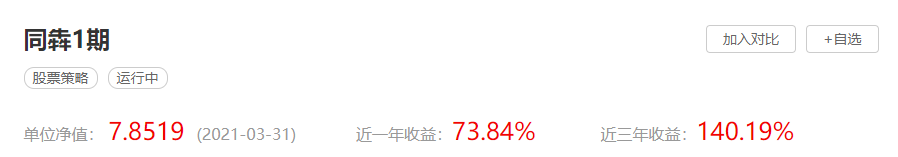 同犇1期
加入对比
+自选
股票策略
运行中
单位净值： 7.8519 (2021-03-31) 近一年收益：73.84% 近三年收益：140.19%